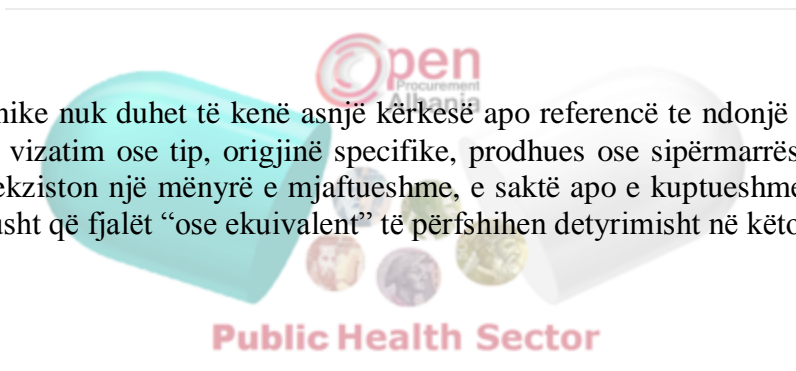 Open
Procurement
Albania
nike nuk duhet të kenë asnjë kërkesë apo referencë te ndonjë
vizatim ose tip, origjinë specifike, prodhues ose sipërmarrës
ekziston një mënyrë e mjaftueshme, e saktë apo e kuptueshme
usht që fjalët “ose ekuivalent” të përfshihen detyrimisht në këto
Public Health Sector